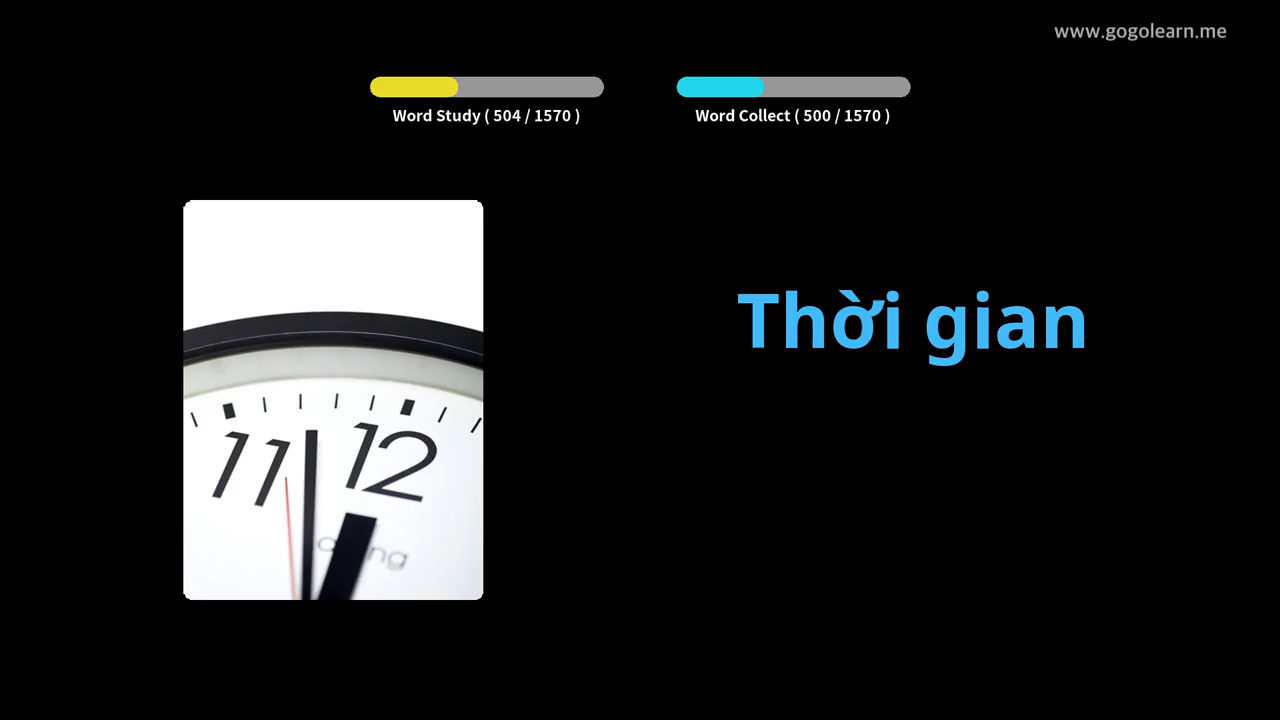 www.gogolearn.me
Word Study ( 504 / 1570 )
Word Collect ( 500 / 1570 )
Thời gian
11
12